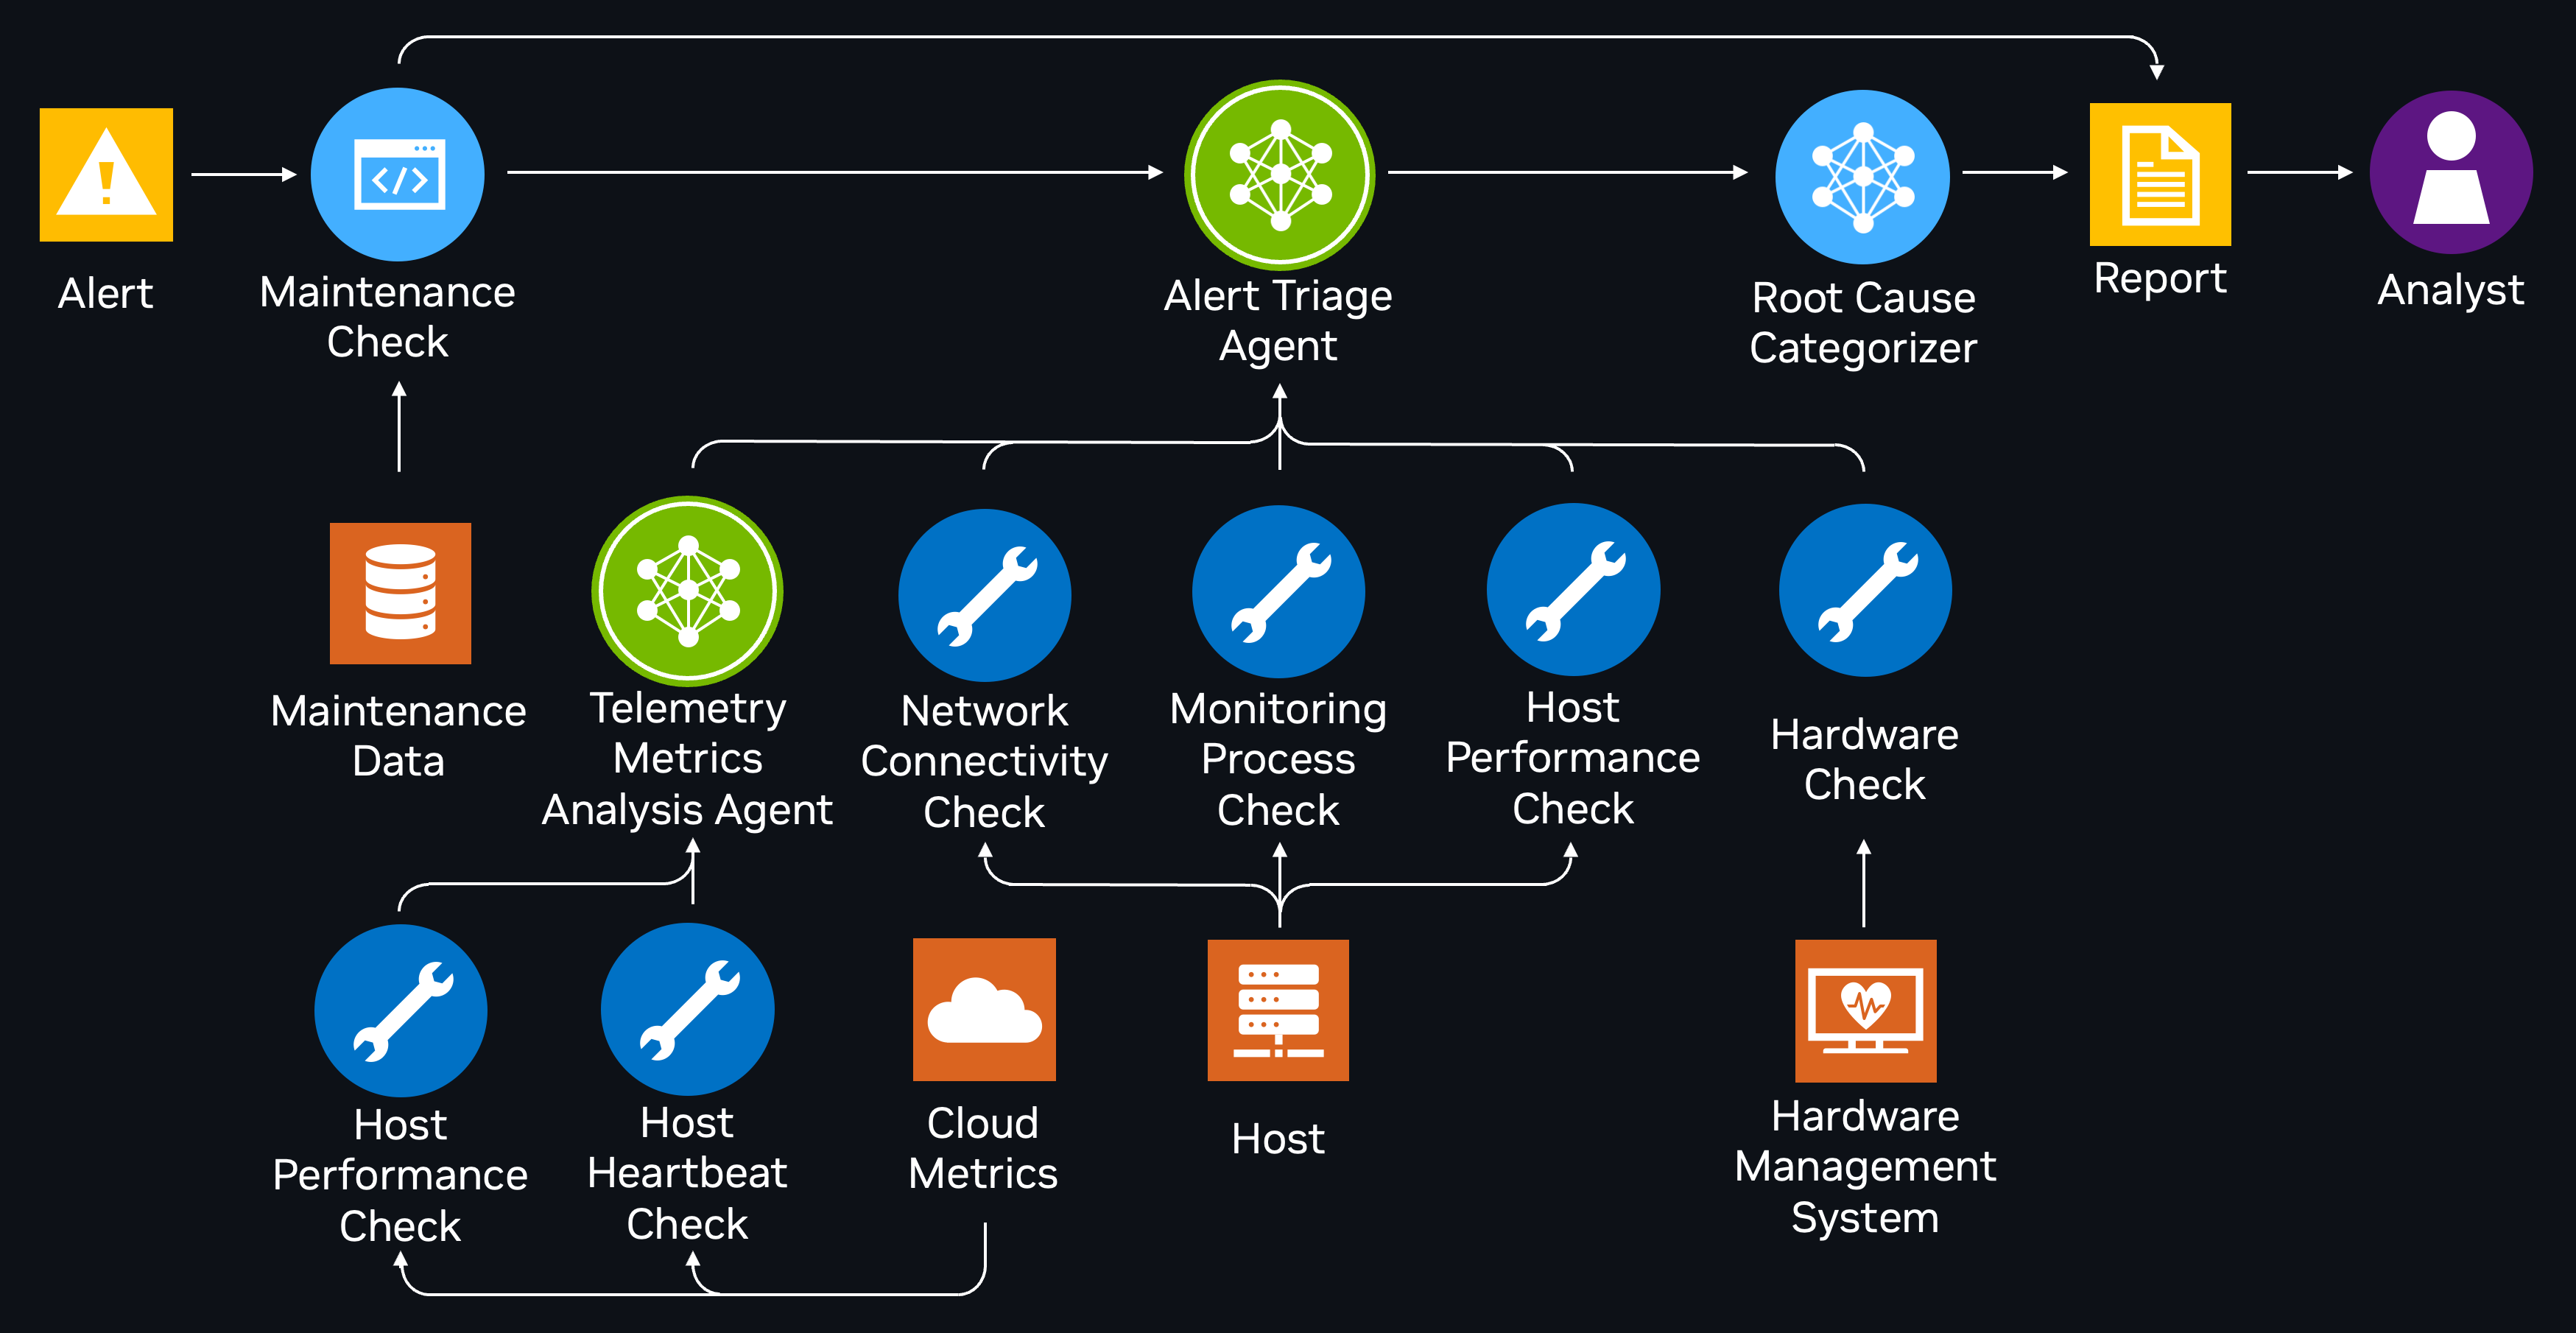 Alert
Maintenance
Check
Alert Triage
Agent
Root Cause
Categorizer
Report
Analyst
Maintenance
Data
Telemetry
Metrics
Analysis Agent
Network
Connectivity
Check
Monitoring
Process
Check
Host
Performance
Check
Hardware
Check
Host
Performance
Check
Host
Heartbeat
Check
Cloud
Metrics
Host
Hardware
Management
System